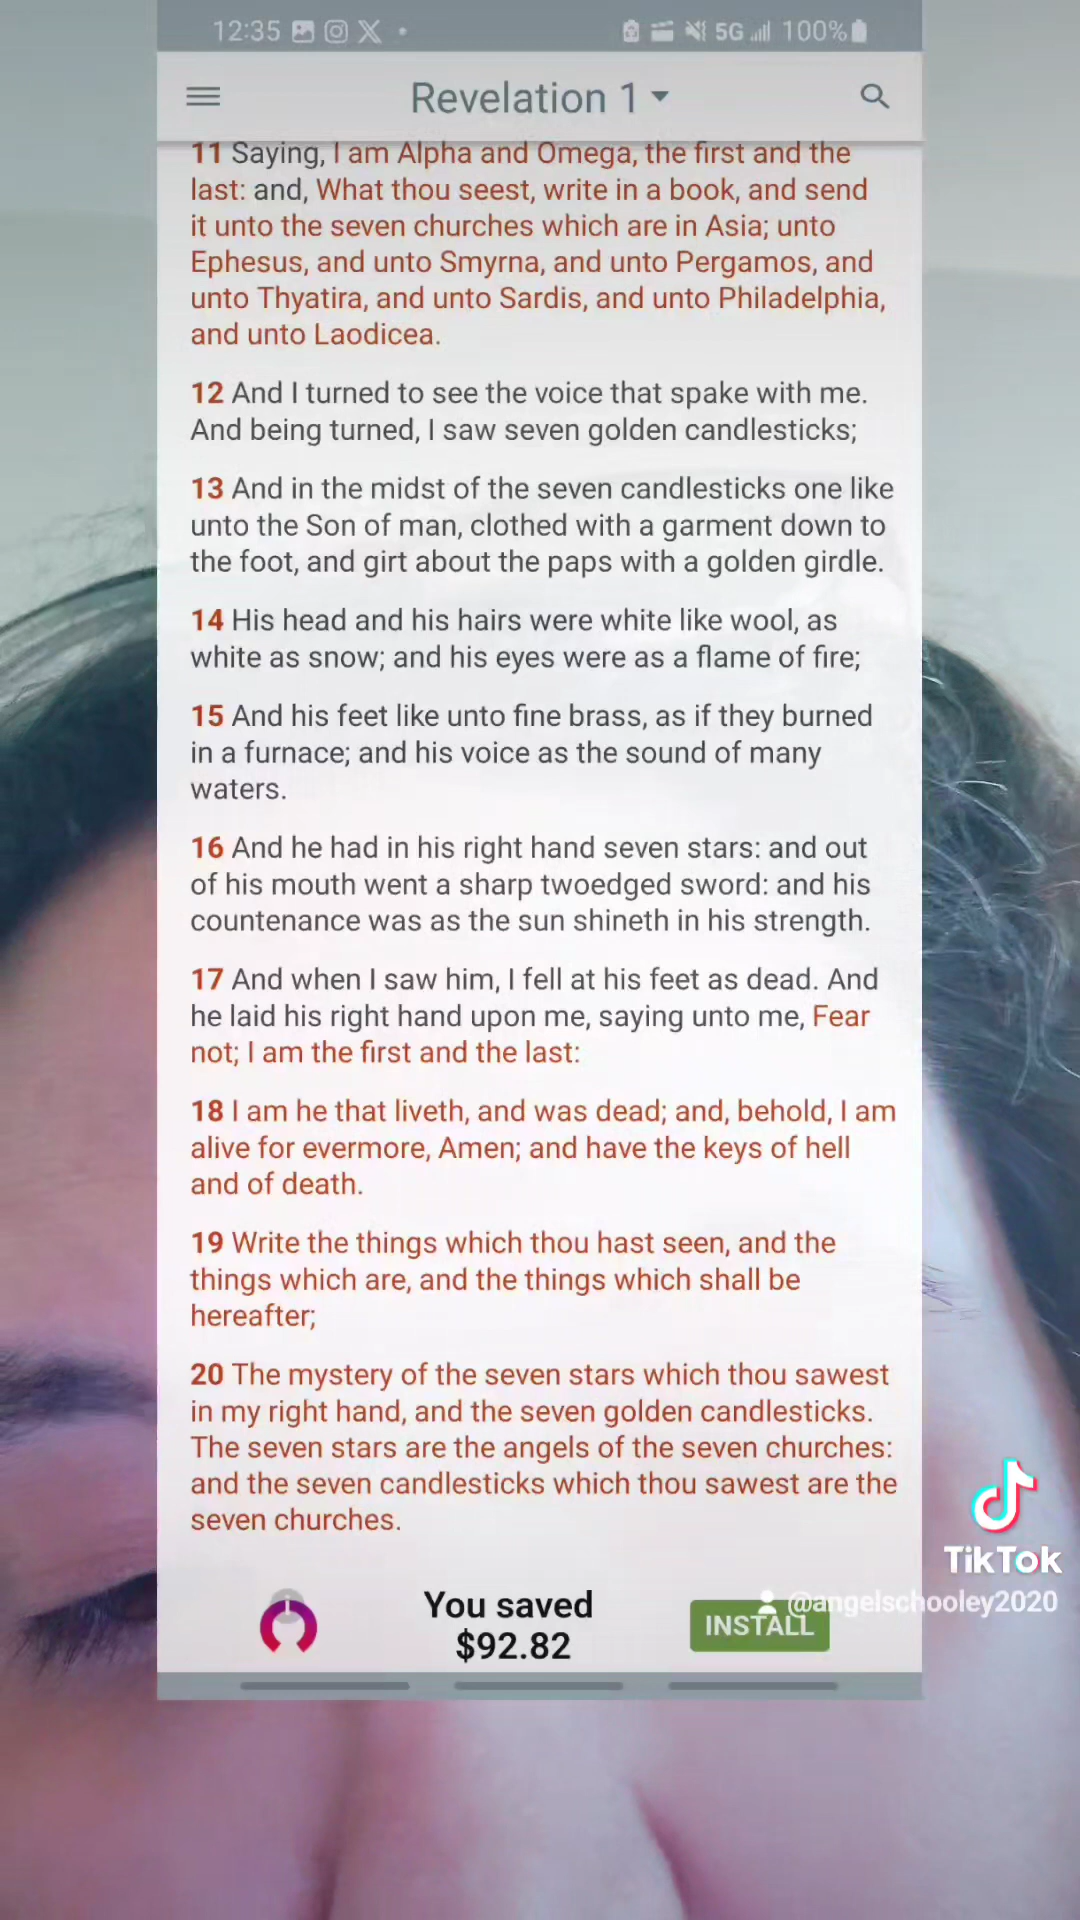 12:35
5G 100%
Revelation 1
11 Saying, I am Alpha and Omega, the first and the
last: and, What thou seest, write in a book, and send
it unto the seven churches which are in Asia; unto
Ephesus, and unto Smyrna, and unto Pergamos, and
unto Thyatira, and unto Sardis, and unto Philadelphia,
and unto Laodicea.
12 And I turned to see the voice that spake with me.
And being turned, I saw seven golden candlesticks;
13 And in the midst of the seven candlesticks one like
unto the Son of man, clothed with a garment down to
the foot, and girt about the paps with a golden girdle.
14 His head and his hairs were white like wool, as
white as snow; and his eyes were as a flame of fire;
15 And his feet like unto fine brass, as if they burned
in a furnace; and his voice as the sound of many
waters.
16 And he had in his right hand seven stars: and out
of his mouth went a sharp twoedged sword: and his
countenance was as the sun shineth in his strength.
17 And when I saw him, I fell at his feet as dead. And
he laid his right hand upon me, saying unto me, Fear
not; I am the first and the last:
18 I am he that liveth, and was dead; and, behold, I am
alive for evermore, Amen; and have the keys of hell
and of death.
19 Write the things which thou hast seen, and the
things which are, and the things which shall be
hereafter;
20 The mystery of the seven stars which thou sawest
in my right hand, and the seven golden candlesticks.
The seven stars are the angels of the seven churches:
and the seven candlesticks which thou sawest are the
seven churches.
TikTok
@angelschooley2020
You saved
$92.82
INSTALL